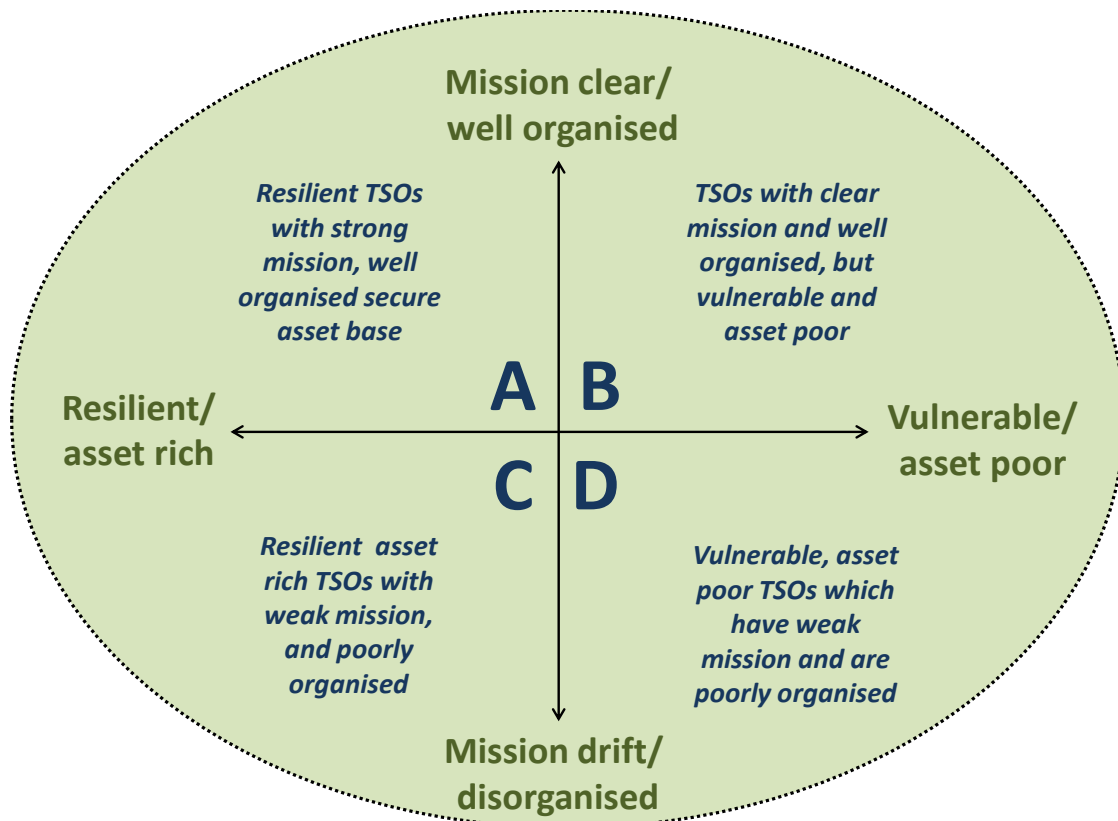 Mission clear/
well organised
Resilient TSOs
with strong
mission, well
organised secure
asset base
TSOs with clear
mission and well
organised, but
vulnerable and
asset poor
A
B
Resilient/
asset rich
Vulnerable/
asset poor
C
D
Resilient asset
rich TSOs with
weak mission,
and poorly
organised
Vulnerable, asset
poor TSOs which
have weak
mission and are
poorly organised
Mission drift/
disorganised